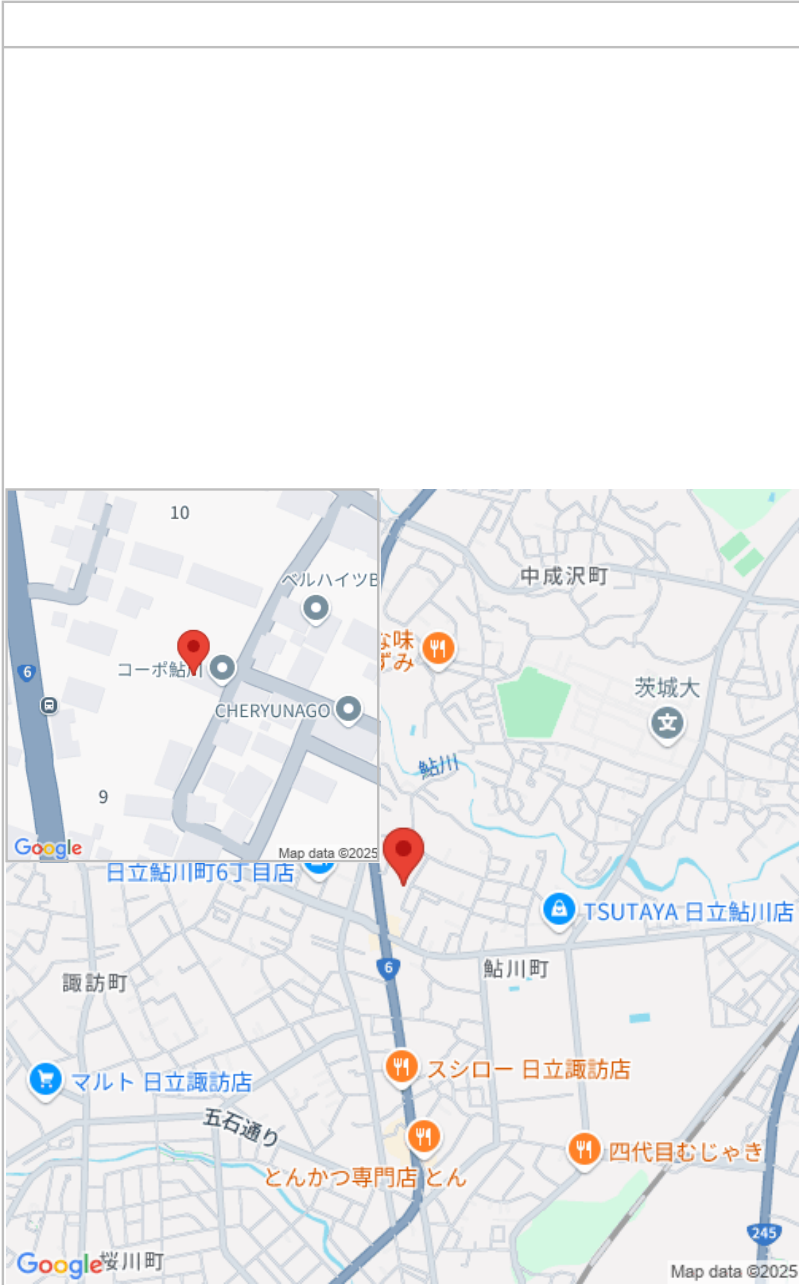 10
ベルハイツB
コーポ鮎川
6
CHERYUNAGO
9
Google
Map data ©2025
中成沢町
な味
ずみ
茨城大
文
鮎川
日立鮎川町6丁目店
TSUTAYA 日立鮎川店
6
鮎川町
諏訪町
スシロー 日立諏訪店
マルト 日立諏訪店
五石通り
四代目むじゃき
とんかつ専門店 とん
245
Google
桜川町
Map data ©2025